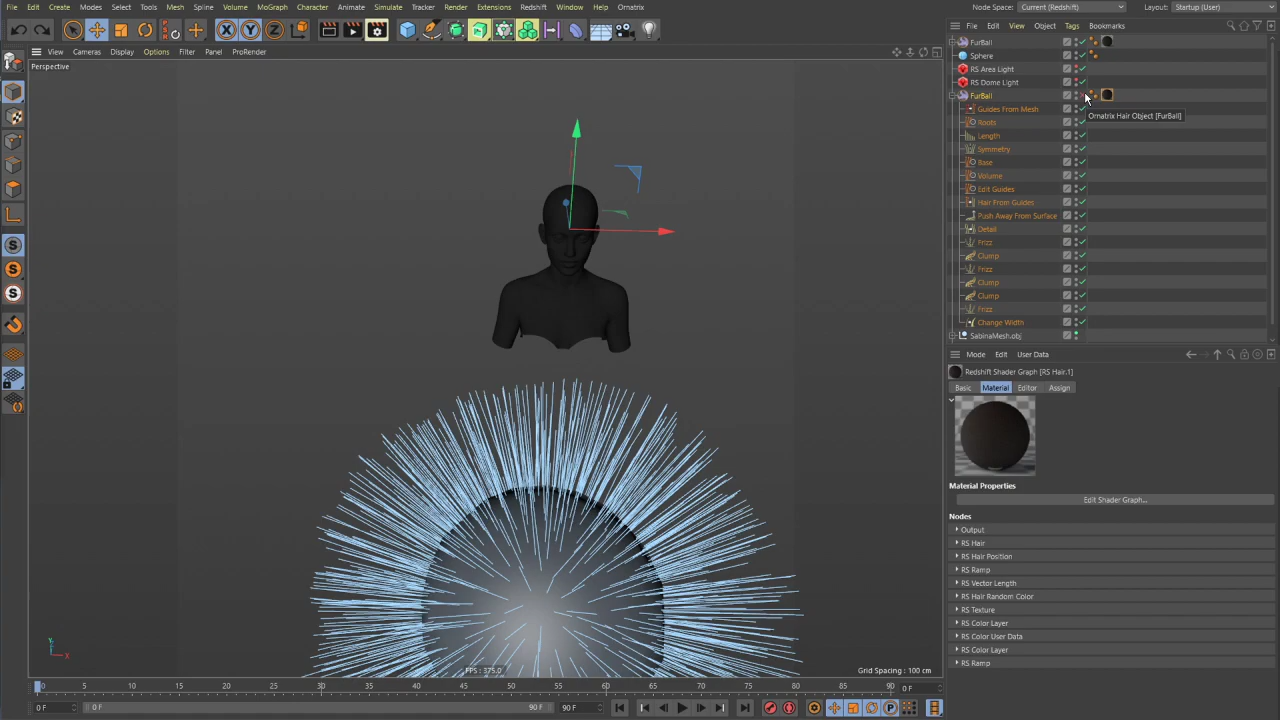 File Edit Create Modes Select Tools Spline Volume MoGraph Character Animate Simulate Tracker Render Extensions Redshift Window Help Ornatrix Node Space: Current (Redshift) Layout: Startup (User)
X Y Z
View Cameras Display Options Filter Panel ProRender
Perspective
File Edit View Object Tags Bookmarks
FurBall
Sphere
RS Area Light
RS Dome Light
FurBall
Guides From Mesh
Ornatrix Hair Object [FurBall]
Roots
Length
Symmetry
Base
Volume
Edit Guides
Hair From Guides
Push Away From Surface
Detail
Frizz
Clump
Frizz
Clump
Clump
Frizz
Change Width
SabinaMesh.obj
Mode Edit User Data
Redshift Shader Graph [RS Hair.1]
Basic Material Editor Assign
Material Properties
Edit Shader Graph...
Nodes
Output
RS Hair
RS Hair Position
RS Ramp
RS Vector Length
RS Hair Random Color
RS Texture
RS Color Layer
RS Color User Data
RS Color Layer
RS Ramp
Y
X
FPS : 375.0
Grid Spacing : 100 cm
0 5 10 15 20 25 30 35 40 45 50 55 60 65 70 75 80 85 90 0 F
0 F 0 F 90 F 90 F